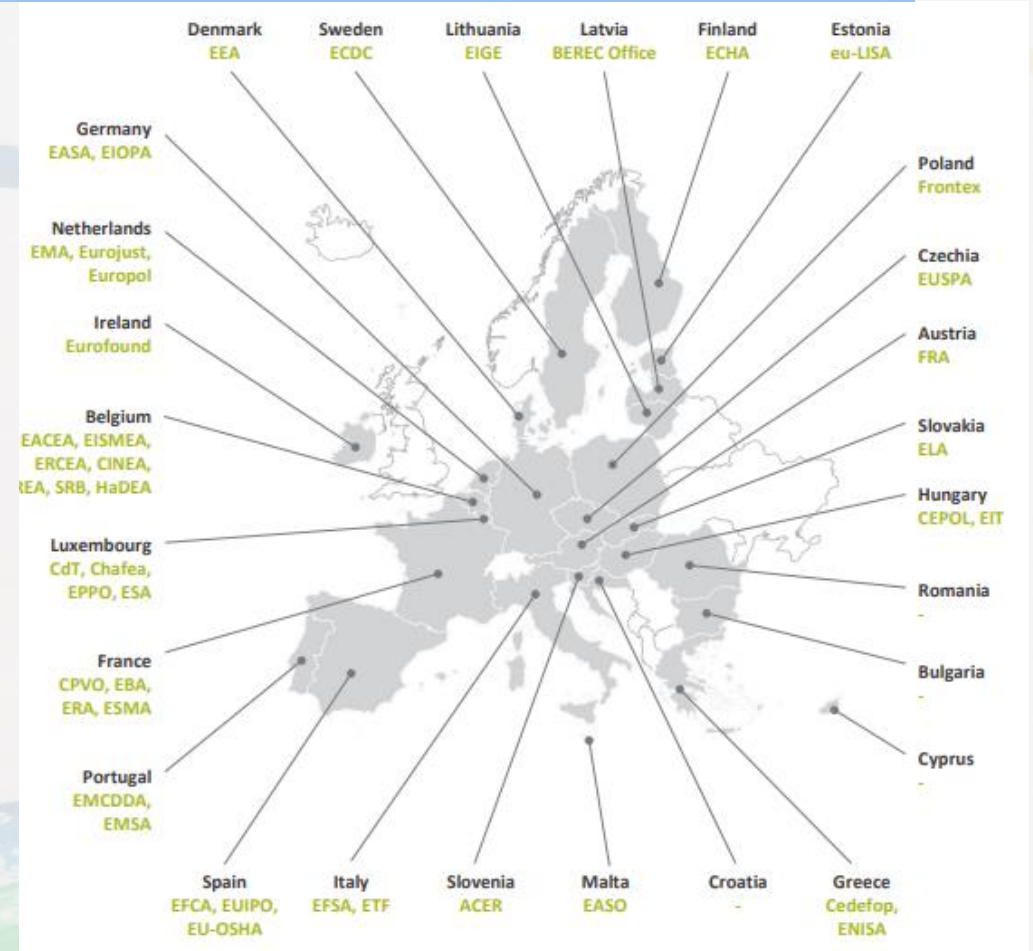 Denmark
EEA
Sweden
ECDC
Lithuania
EIGE
Latvia
BEREC Office
Finland
ECHA
Estonia
eu-LISA
Germany
EASA, EIOPA
Netherlands
EMA, Eurojust,
Europol
Ireland
Eurofound
Belgium
EACEA, EISMEA,
ERCEA, CINEA,
REA, SRB, HaDEA
Luxembourg
CdT, Chafea,
EPPO, ESA
France
CPVO, EBA,
ERA, ESMA
Portugal
EMCDDA,
EMSA
Poland
Frontex
Czechia
EUSPA
Austria
FRA
Slovakia
ELA
Hungary
CEPOL, EIT
Romania
-
Bulgaria
-
Cyprus
-
Spain
EFCA, EUIPO,
EU-OSHA
Italy
EFSA, ETF
Slovenia
ACER
Malta
EASO
Croatia
-
Greece
Cedefop,
ENISA